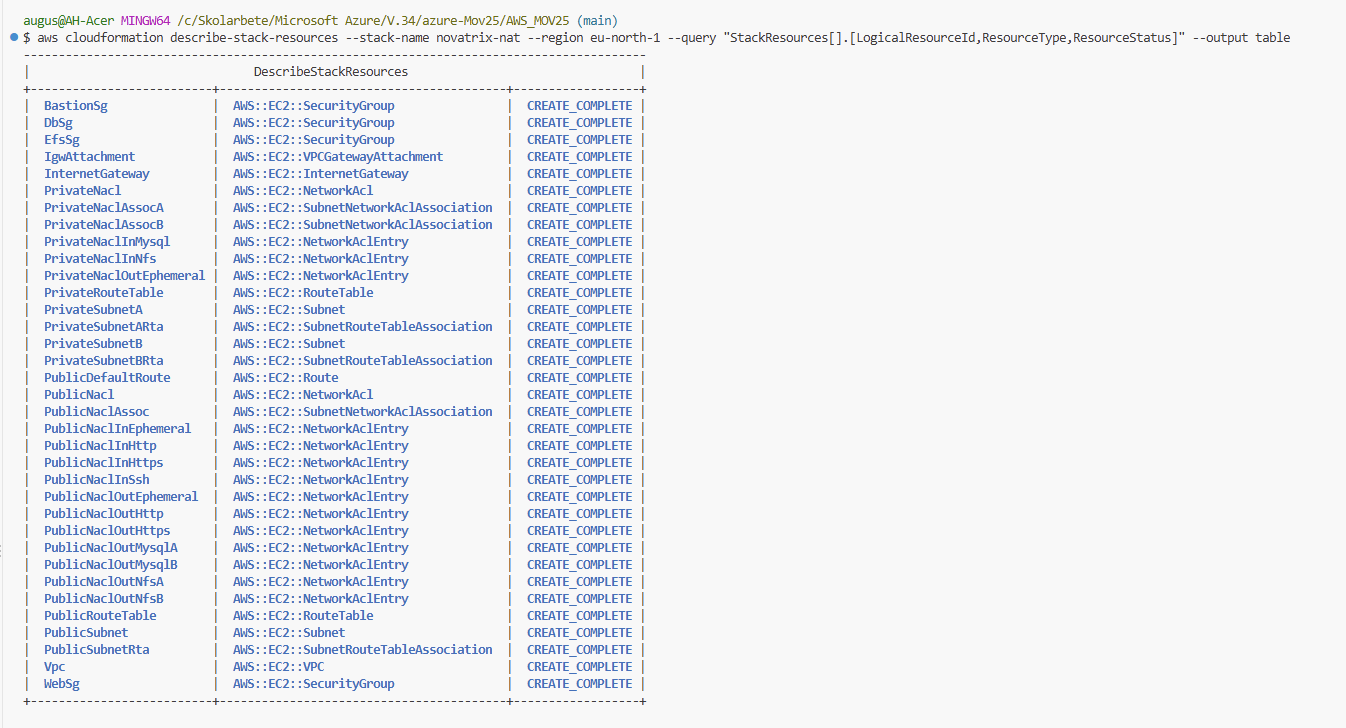 augus@AH-Acer MINGW64 /c/Skolarbete/Microsoft Azure/V.34/azure-Mov25/AWS_MOV25 (main)
$ aws cloudformation describe-stack-resources --stack-name novatrix-nat --region eu-north-1 --query "StackResources[].[LogicalResourceId,ResourceType,ResourceStatus]" --output table
-----------------------------------------------------------------------------------------
|                                DescribeStackResources                                 |
+--------------------------+-----------------------------------------+------------------+
|  BastionSg               |  AWS::EC2::SecurityGroup                |  CREATE_COMPLETE |
|  DbSg                    |  AWS::EC2::SecurityGroup                |  CREATE_COMPLETE |
|  EfsSg                   |  AWS::EC2::SecurityGroup                |  CREATE_COMPLETE |
|  IgwAttachment           |  AWS::EC2::VPCGatewayAttachment         |  CREATE_COMPLETE |
|  InternetGateway         |  AWS::EC2::InternetGateway              |  CREATE_COMPLETE |
|  PrivateNacl             |  AWS::EC2::NetworkAcl                   |  CREATE_COMPLETE |
|  PrivateNaclAssocA       |  AWS::EC2::SubnetNetworkAclAssociation  |  CREATE_COMPLETE |
|  PrivateNaclAssocB       |  AWS::EC2::SubnetNetworkAclAssociation  |  CREATE_COMPLETE |
|  PrivateNaclInMysql      |  AWS::EC2::NetworkAclEntry              |  CREATE_COMPLETE |
|  PrivateNaclInNfs        |  AWS::EC2::NetworkAclEntry              |  CREATE_COMPLETE |
|  PrivateNaclOutEphemeral |  AWS::EC2::NetworkAclEntry              |  CREATE_COMPLETE |
|  PrivateRouteTable       |  AWS::EC2::RouteTable                   |  CREATE_COMPLETE |
|  PrivateSubnetA          |  AWS::EC2::Subnet                       |  CREATE_COMPLETE |
|  PrivateSubnetARta       |  AWS::EC2::SubnetRouteTableAssociation  |  CREATE_COMPLETE |
|  PrivateSubnetB          |  AWS::EC2::Subnet                       |  CREATE_COMPLETE |
|  PrivateSubnetBRta       |  AWS::EC2::SubnetRouteTableAssociation  |  CREATE_COMPLETE |
|  PublicDefaultRoute      |  AWS::EC2::Route                        |  CREATE_COMPLETE |
|  PublicNacl              |  AWS::EC2::NetworkAcl                   |  CREATE_COMPLETE |
|  PublicNaclAssoc         |  AWS::EC2::SubnetNetworkAclAssociation  |  CREATE_COMPLETE |
|  PublicNaclInEphemeral   |  AWS::EC2::NetworkAclEntry              |  CREATE_COMPLETE |
|  PublicNaclInHttp        |  AWS::EC2::NetworkAclEntry              |  CREATE_COMPLETE |
|  PublicNaclInHttps       |  AWS::EC2::NetworkAclEntry              |  CREATE_COMPLETE |
|  PublicNaclInSsh         |  AWS::EC2::NetworkAclEntry              |  CREATE_COMPLETE |
|  PublicNaclOutEphemeral  |  AWS::EC2::NetworkAclEntry              |  CREATE_COMPLETE |
|  PublicNaclOutHttp       |  AWS::EC2::NetworkAclEntry              |  CREATE_COMPLETE |
|  PublicNaclOutHttps      |  AWS::EC2::NetworkAclEntry              |  CREATE_COMPLETE |
|  PublicNaclOutMysqlA     |  AWS::EC2::NetworkAclEntry              |  CREATE_COMPLETE |
|  PublicNaclOutMysqlB     |  AWS::EC2::NetworkAclEntry              |  CREATE_COMPLETE |
|  PublicNaclOutNfsA       |  AWS::EC2::NetworkAclEntry              |  CREATE_COMPLETE |
|  PublicNaclOutNfsB       |  AWS::EC2::NetworkAclEntry              |  CREATE_COMPLETE |
|  PublicRouteTable        |  AWS::EC2::RouteTable                   |  CREATE_COMPLETE |
|  PublicSubnet            |  AWS::EC2::Subnet                       |  CREATE_COMPLETE |
|  PublicSubnetRta         |  AWS::EC2::SubnetRouteTableAssociation  |  CREATE_COMPLETE |
|  Vpc                     |  AWS::EC2::VPC                          |  CREATE_COMPLETE |
|  WebSg                   |  AWS::EC2::SecurityGroup                |  CREATE_COMPLETE |
+--------------------------+-----------------------------------------+------------------+